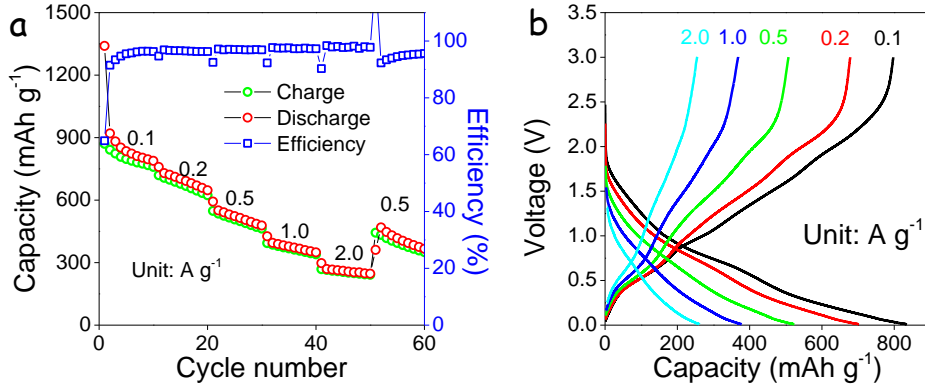 a
Capacity (mAh g⁻¹)
1500
1200
900
600
300
0
0.1
0.2
0.5
1.0
2.0
0.5
Charge
Discharge
Efficiency
Unit: A g⁻¹
0 10 20 30 40 50 60
Cycle number
100
80
60
40
20
0
Efficiency (%)
b
Voltage (V)
3.5
3.0
2.5
2.0
1.5
1.0
0.5
0.0
2.0 1.0 0.5 0.2 0.1
Unit: A g⁻¹
0 200 400 600 800
Capacity (mAh g⁻¹)